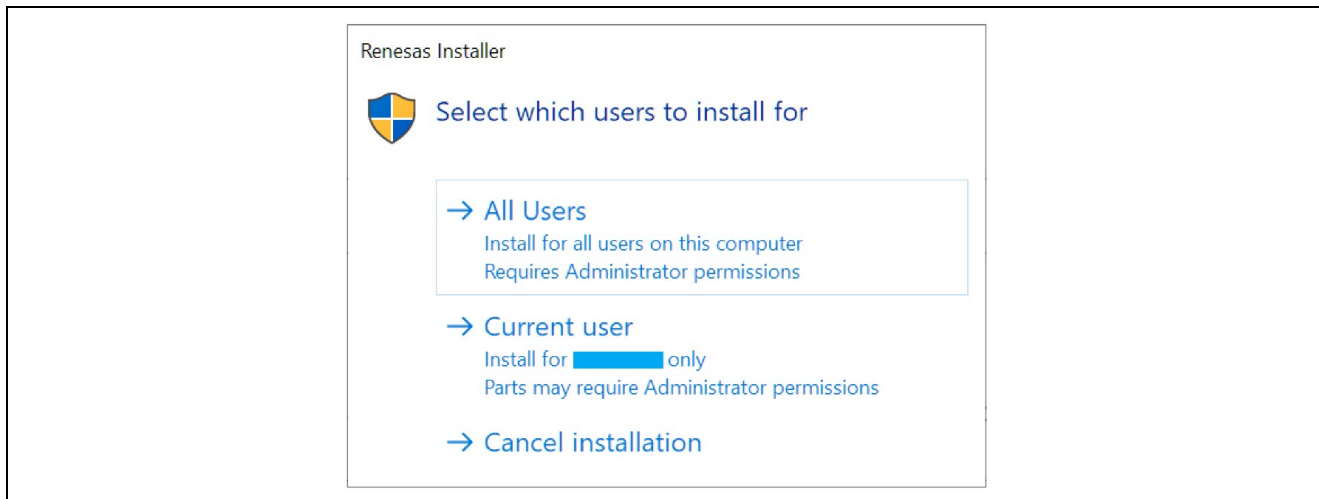 Renesas Installer
Select which users to install for
→ All Users
Install for all users on this computer
Requires Administrator permissions
→ Current user
Install for only
Parts may require Administrator permissions
→ Cancel installation